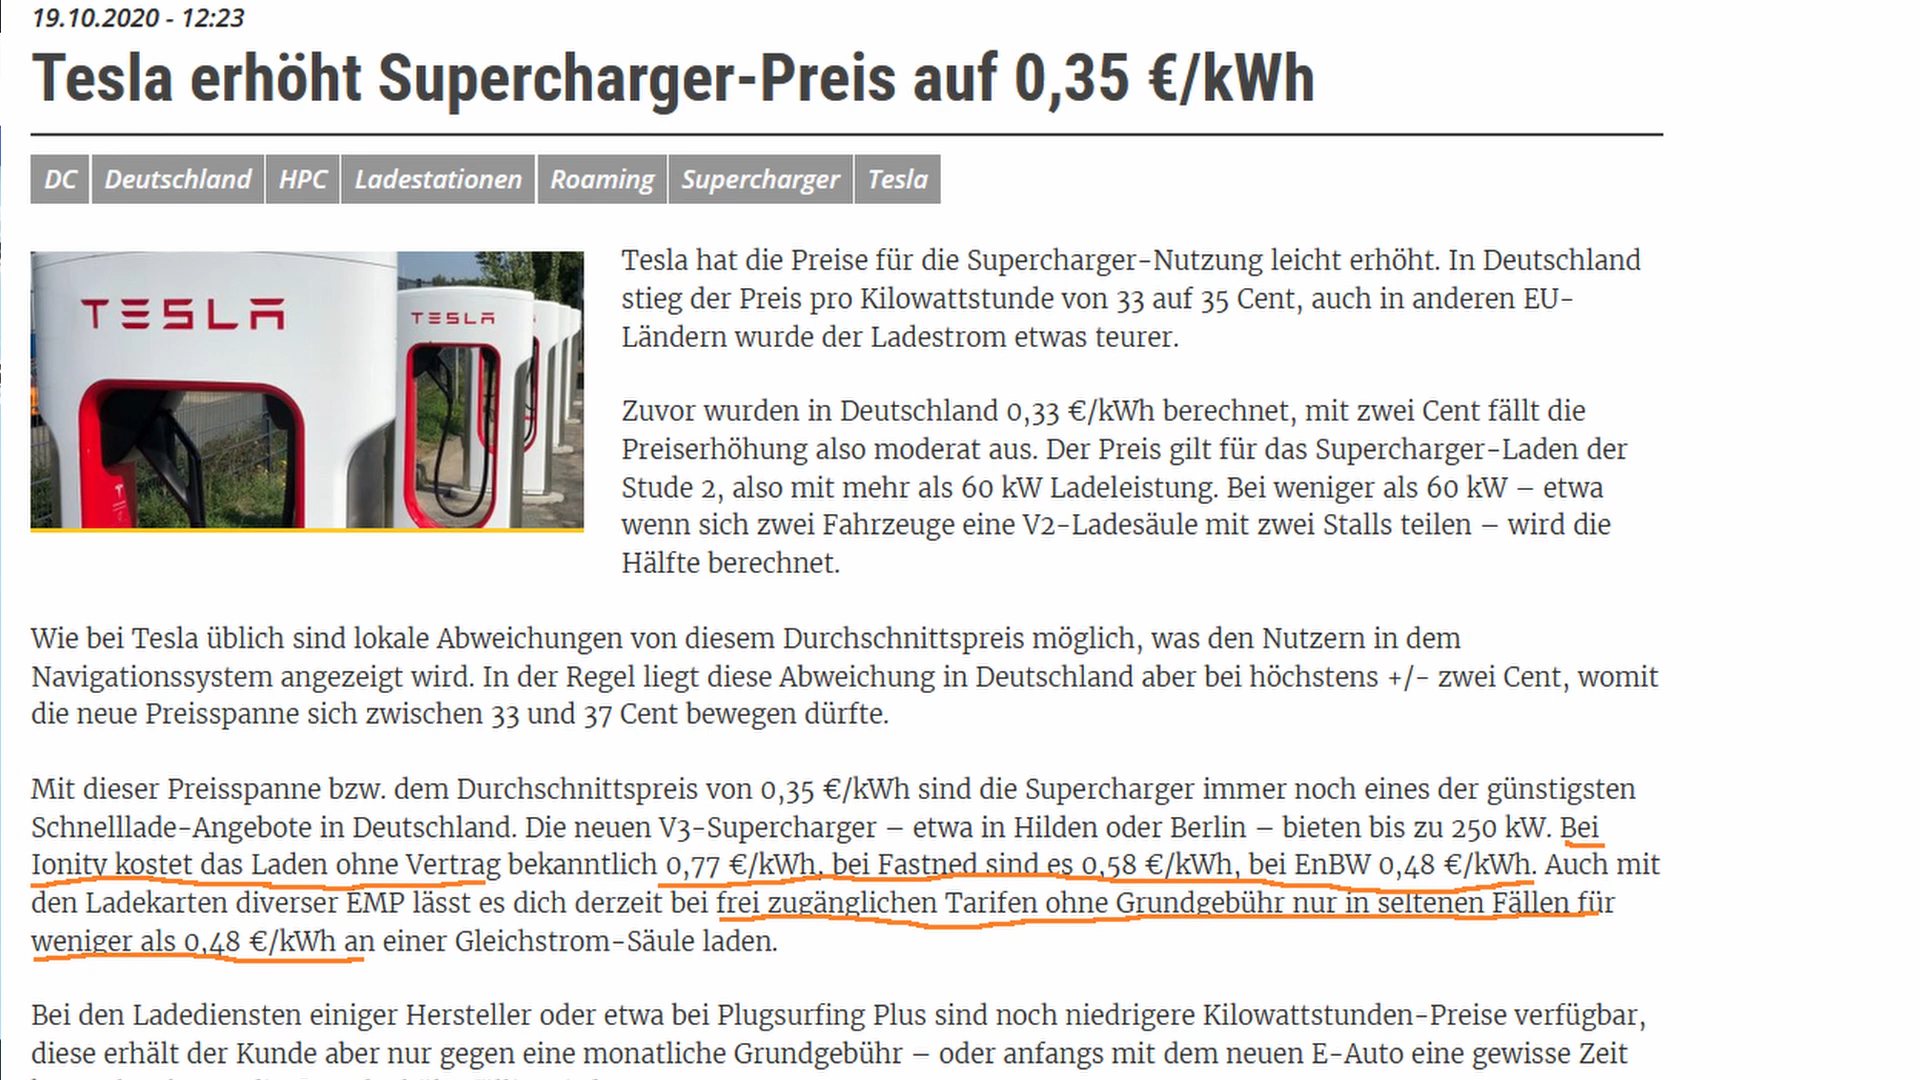 19.10.2020 - 12:23
Tesla erhöht Supercharger-Preis auf 0,35 €/kWh
DC Deutschland HPC Ladestationen Roaming Supercharger Tesla
TESLA
TESLA
Tesla hat die Preise für die Supercharger-Nutzung leicht erhöht. In Deutschland
stieg der Preis pro Kilowattstunde von 33 auf 35 Cent, auch in anderen EU-
Ländern wurde der Ladestrom etwas teurer.
Zuvor wurden in Deutschland 0,33 €/kWh berechnet, mit zwei Cent fällt die
Preiserhöhung also moderat aus. Der Preis gilt für das Supercharger-Laden der
Stude 2, also mit mehr als 60 kW Ladeleistung. Bei weniger als 60 kW – etwa
wenn sich zwei Fahrzeuge eine V2-Ladesäule mit zwei Stalls teilen – wird die
Hälfte berechnet.
Wie bei Tesla üblich sind lokale Abweichungen von diesem Durchschnittspreis möglich, was den Nutzern in dem
Navigationssystem angezeigt wird. In der Regel liegt diese Abweichung in Deutschland aber bei höchstens +/- zwei Cent, womit
die neue Preisspanne sich zwischen 33 und 37 Cent bewegen dürfte.
Mit dieser Preisspanne bzw. dem Durchschnittspreis von 0,35 €/kWh sind die Supercharger immer noch eines der günstigsten
Schnelllade-Angebote in Deutschland. Die neuen V3-Supercharger – etwa in Hilden oder Berlin – bieten bis zu 250 kW. Bei
Ionity kostet das Laden ohne Vertrag bekanntlich 0,77 €/kWh, bei Fastned sind es 0,58 €/kWh, bei EnBW 0,48 €/kWh. Auch mit
den Ladekarten diverser EMP lässt es dich derzeit bei frei zugänglichen Tarifen ohne Grundgebühr nur in seltenen Fällen für
weniger als 0,48 €/kWh an einer Gleichstrom-Säule laden.
Bei den Ladediensten einiger Hersteller oder etwa bei Plugsurfing Plus sind noch niedrigere Kilowattstunden-Preise verfügbar,
diese erhält der Kunde aber nur gegen eine monatliche Grundgebühr – oder anfangs mit dem neuen E-Auto eine gewisse Zeit